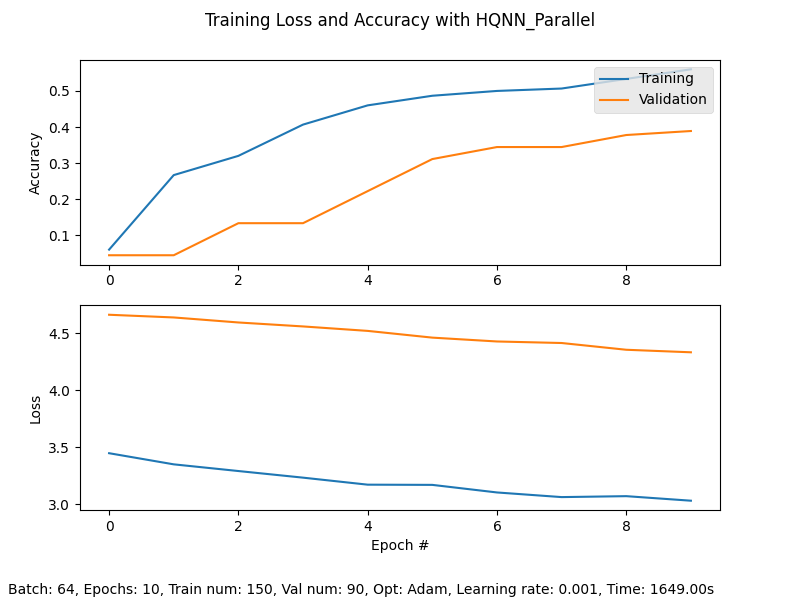 Training Loss and Accuracy with HQNN_Parallel
Training
Validation
Accuracy
0.5
0.4
0.3
0.2
0.1
0 2 4 6 8
Loss
4.5
4.0
3.5
3.0
0 2 4 6 8
Epoch #
Batch: 64, Epochs: 10, Train num: 150, Val num: 90, Opt: Adam, Learning rate: 0.001, Time: 1649.00s